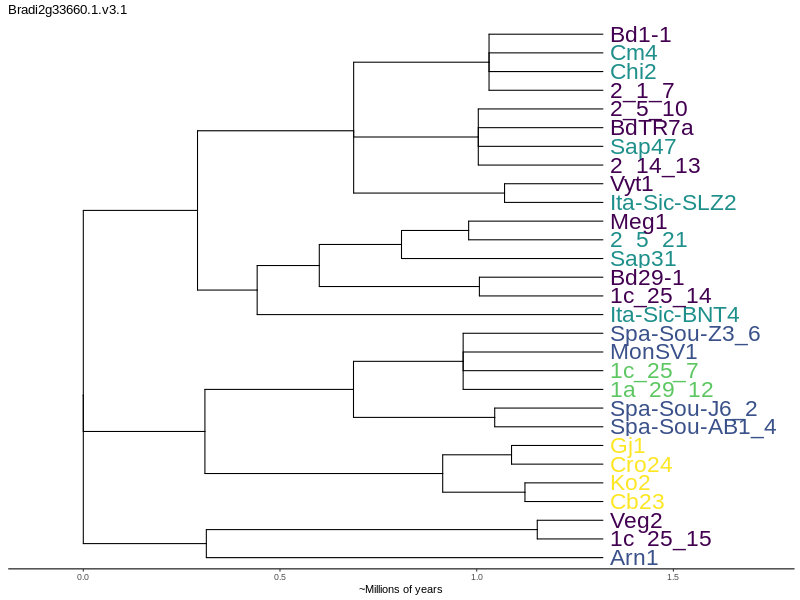 Bradi2g33660.1.v3.1
Bd1-1
Cm4
Chi2
2_1_7
2_5_10
BdTR7a
Sap47
2_14_13
Vyt1
Ita-Sic-SLZ2
Meg1
2_5_21
Sap31
Bd29-1
1c_25_14
Ita-Sic-BNT4
Spa-Sou-Z3_6
MonSV1
1c_25_7
1a_29_12
Spa-Sou-J6_2
Spa-Sou-AB1_4
Gj1
Cro24
Ko2
Cb23
Veg2
1c_25_15
Arn1
0.0 0.5 1.0 1.5
~Millions of years